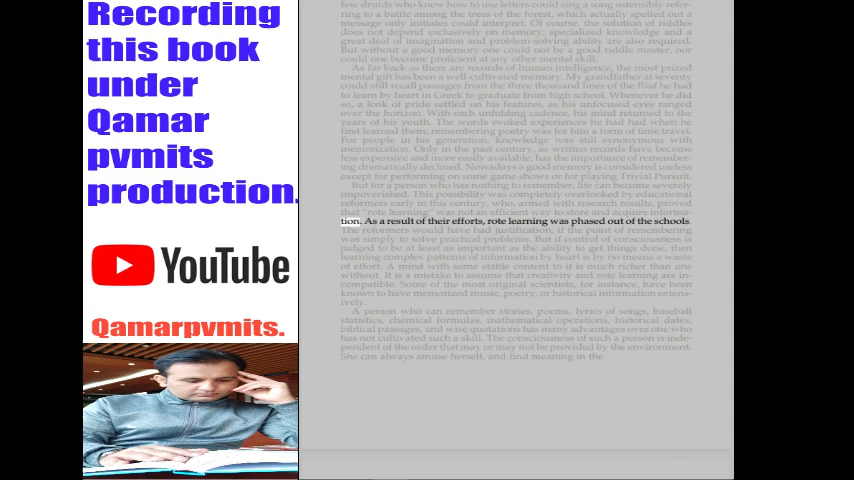 Recording
this book
under
Qamar
pvmits
production.
YouTube
Qamarpvmits.
few droids who knew how to use letters could sing a song ostensibly refer-
ring to a battle among the trees of the forest, which actually spelled out a
message only initiates could interpret. Of course, the solution of riddles
does not depend exclusively on memory; specialized knowledge and a
great deal of imagination and problem-solving ability are also required.
But without a good memory one could not be a good riddle master, nor
could one become proficient at any other mental skill.
As far back as there are records of human intelligence, the most prized
mental gift has been a well-cultivated memory. My grandfather at seventy
could still recall passages from the three thousand lines of the Iliad he had
to learn by heart in Greek to graduate from high school. Whenever he did
so, a look of pride settled on his features, as his unfocused eyes ranged
over the horizon. With each unfolding cadence, his mind returned to the
years of his youth. The words evoked experiences he had had when he
first learned them; remembering poetry was for him a form of time travel.
For people in his generation, knowledge was still synonymous with
memorization. Only in the past century, as written records have become
less expensive and more easily available, has the importance of remember-
ing dramatically declined. Nowadays a good memory is considered useless
except for performing on some game shows or for playing Trivial Pursuit.
But for a person who has nothing to remember, life can become severely
impoverished. This possibility was completely overlooked by educational
reformers early in this century, who, armed with research results, proved
that "rote learning" was not an efficient way to store and acquire informa-
tion. As a result of their efforts, rote learning was phased out of the schools.
The reformers would have had justification, if the point of remembering
was simply to solve practical problems. But if control of consciousness is
judged to be at least as important as the ability to get things done, then
learning complex patterns of information by heart is by no means a waste
of effort. A mind with some stable content to it is much richer than one
without. It is a mistake to assume that creativity and rote learning are in-
compatible. Some of the most original scientists, for instance, have been
known to have memorized music, poetry, or historical information extens-
ively.
A person who can remember stories, poems, lyrics of songs, baseball
statistics, chemical formulas, mathematical operations, historical dates,
biblical passages, and wise quotations has many advantages over one who
has not cultivated such a skill. The consciousness of such a person is inde-
pendent of the order that may or may not be provided by the environment.
She can always amuse herself, and find meaning in the